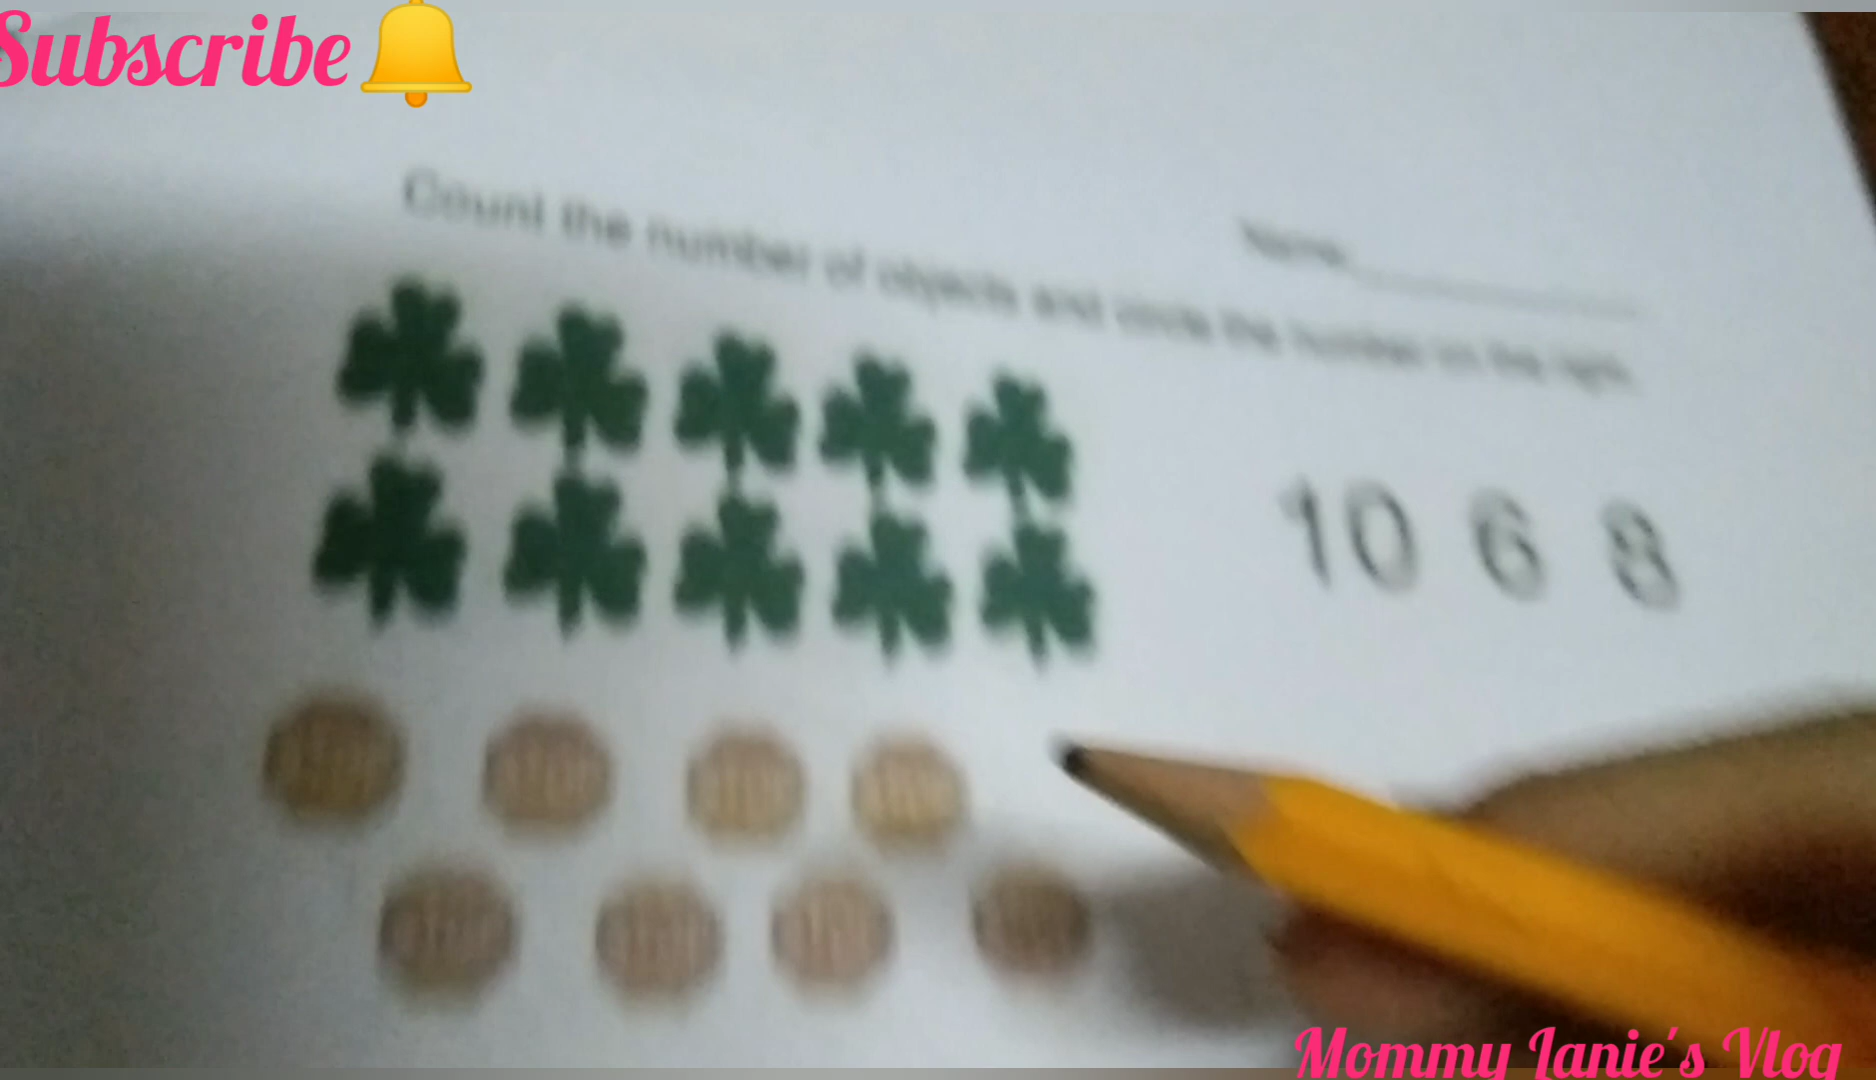 Subscribe
Name
Count the number of objects and circle the number on the right.
10 6 8
Mommy Janie's Vlog